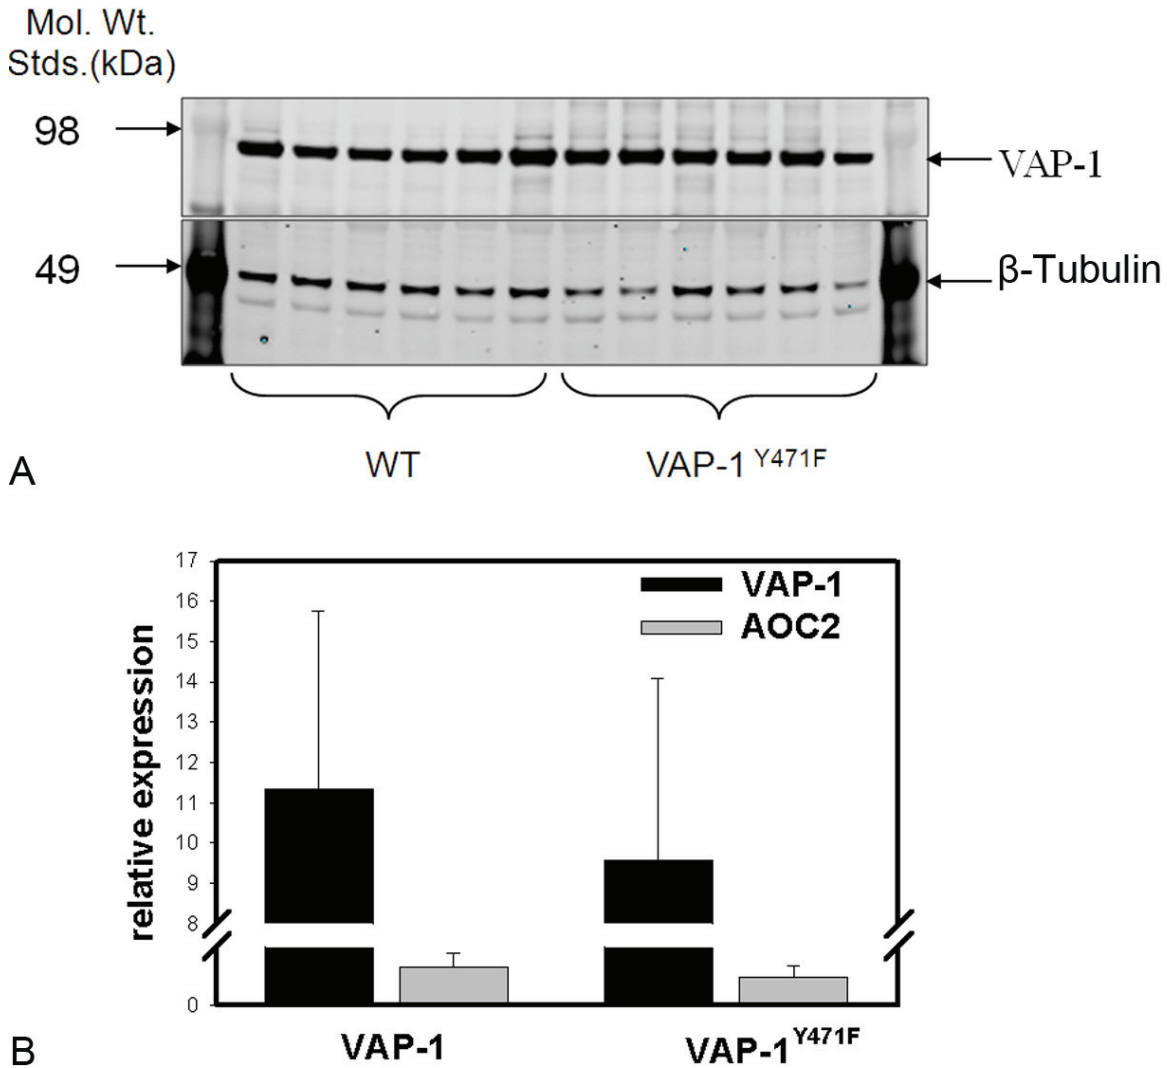 Mol. Wt.
Stds.(kDa)
98
VAP-1
49
β-Tubulin
WT
VAP-1 Y471F
A
17
16
15
14
13
12
11
10
9
8
0
relative expression
VAP-1
AOC2
VAP-1
VAP-1Y471F
B